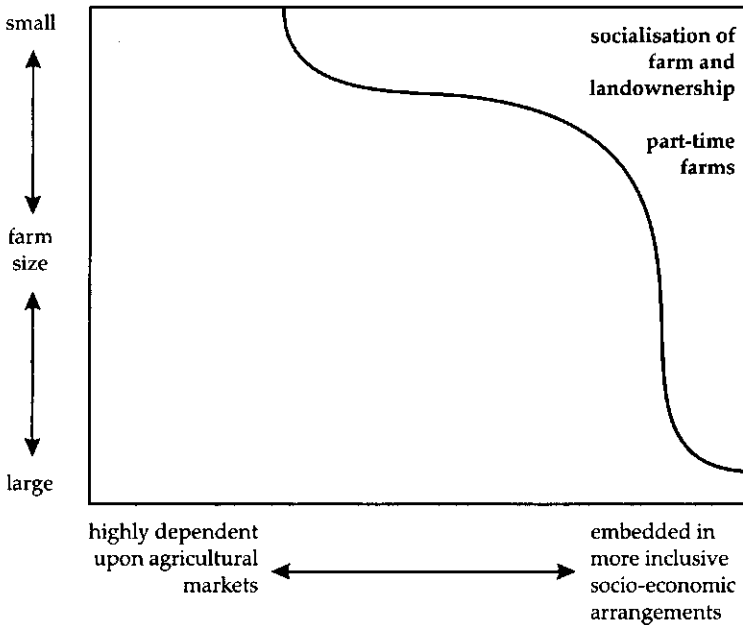 small
socialisation of
farm and
landownership
part-time
farms
farm
size
large
highly dependent
upon agricultural
markets
embedded in
more inclusive
socio-economic
arrangements